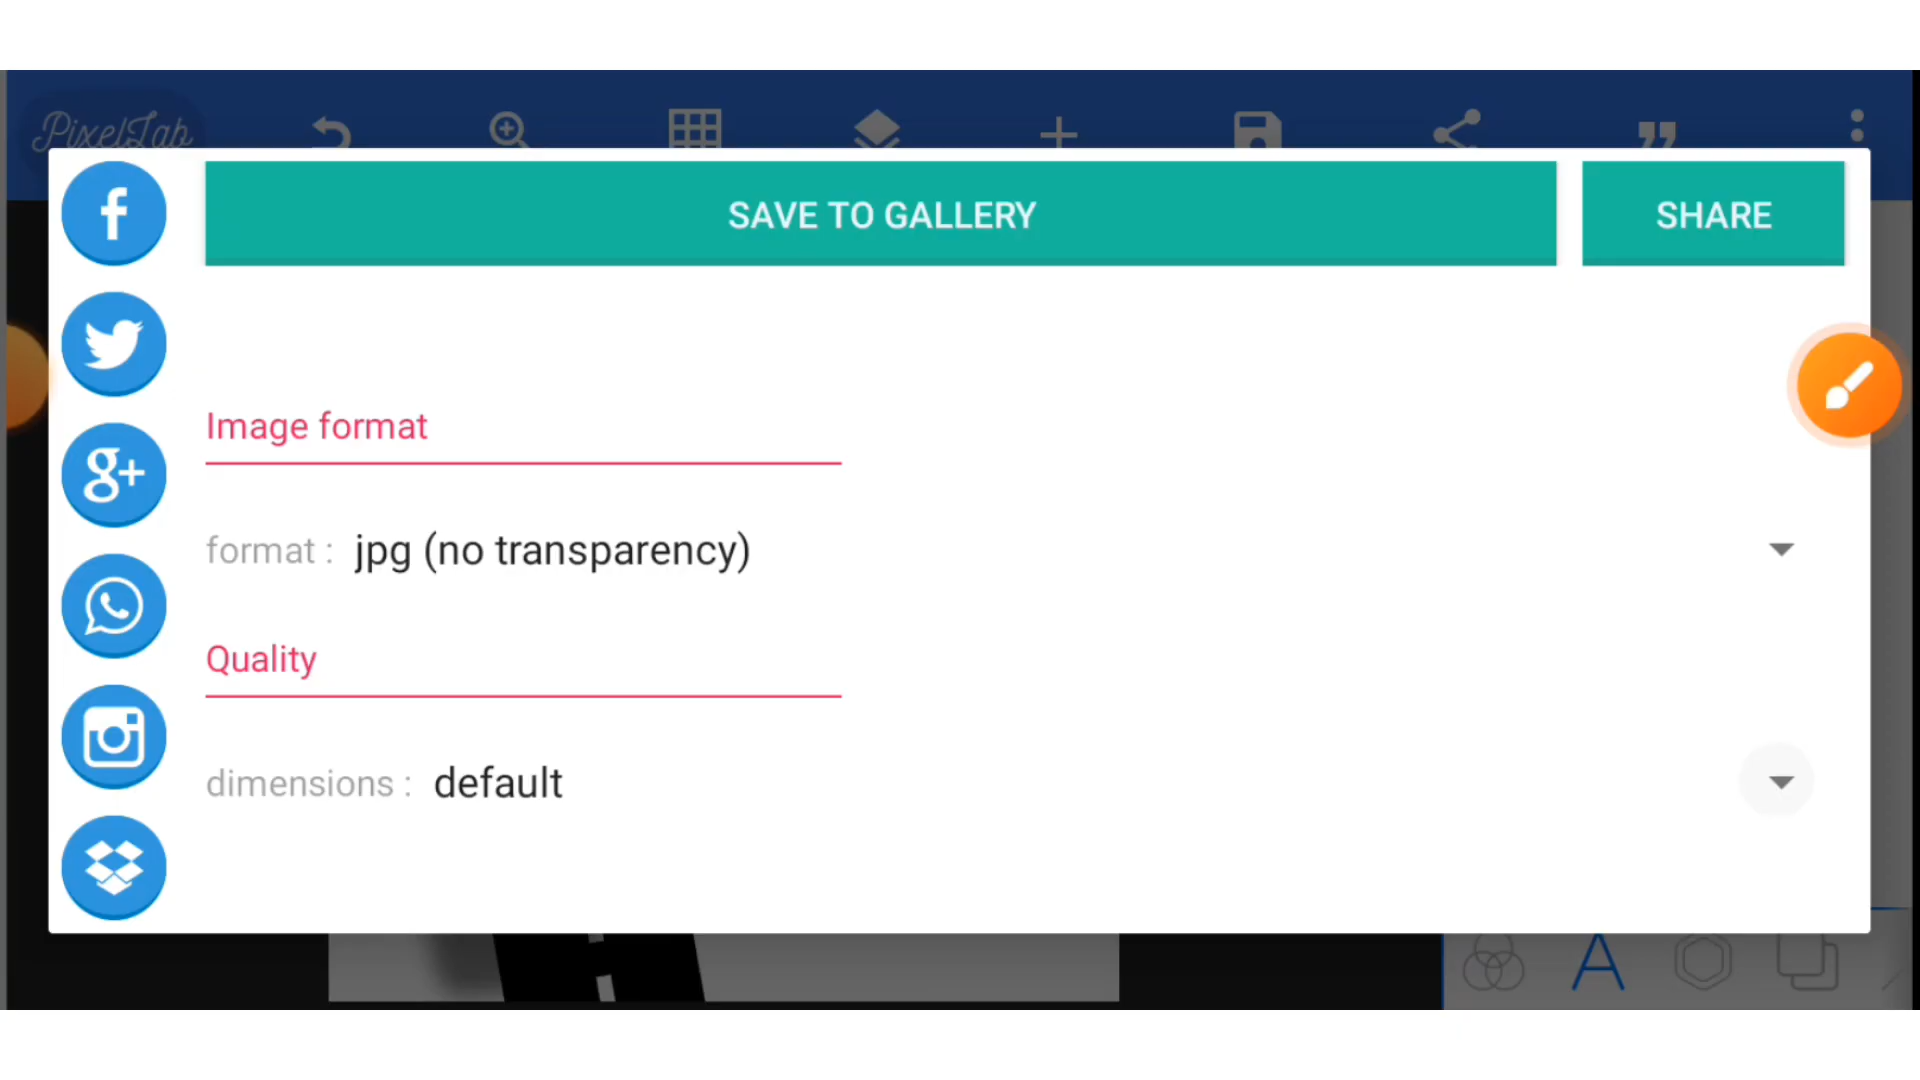 PixelLab
SAVE TO GALLERY
SHARE
Image format
format : jpg (no transparency)
Quality
dimensions : default